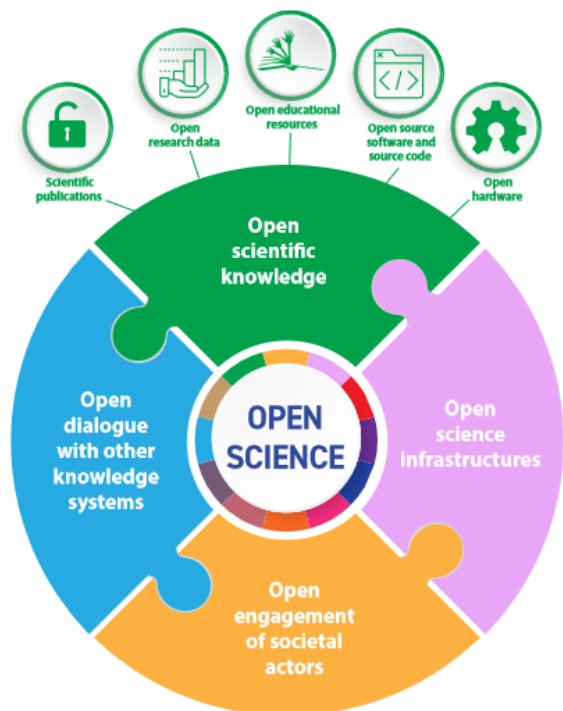 Scientific
publications
Open
research data
Open educational
resources
</>
Open source
software and
source code
Open
hardware
Open
scientific
knowledge
Open
dialogue
with other
knowledge
systems
OPEN
SCIENCE
Open
science
infrastructures
Open
engagement
of societal
actors